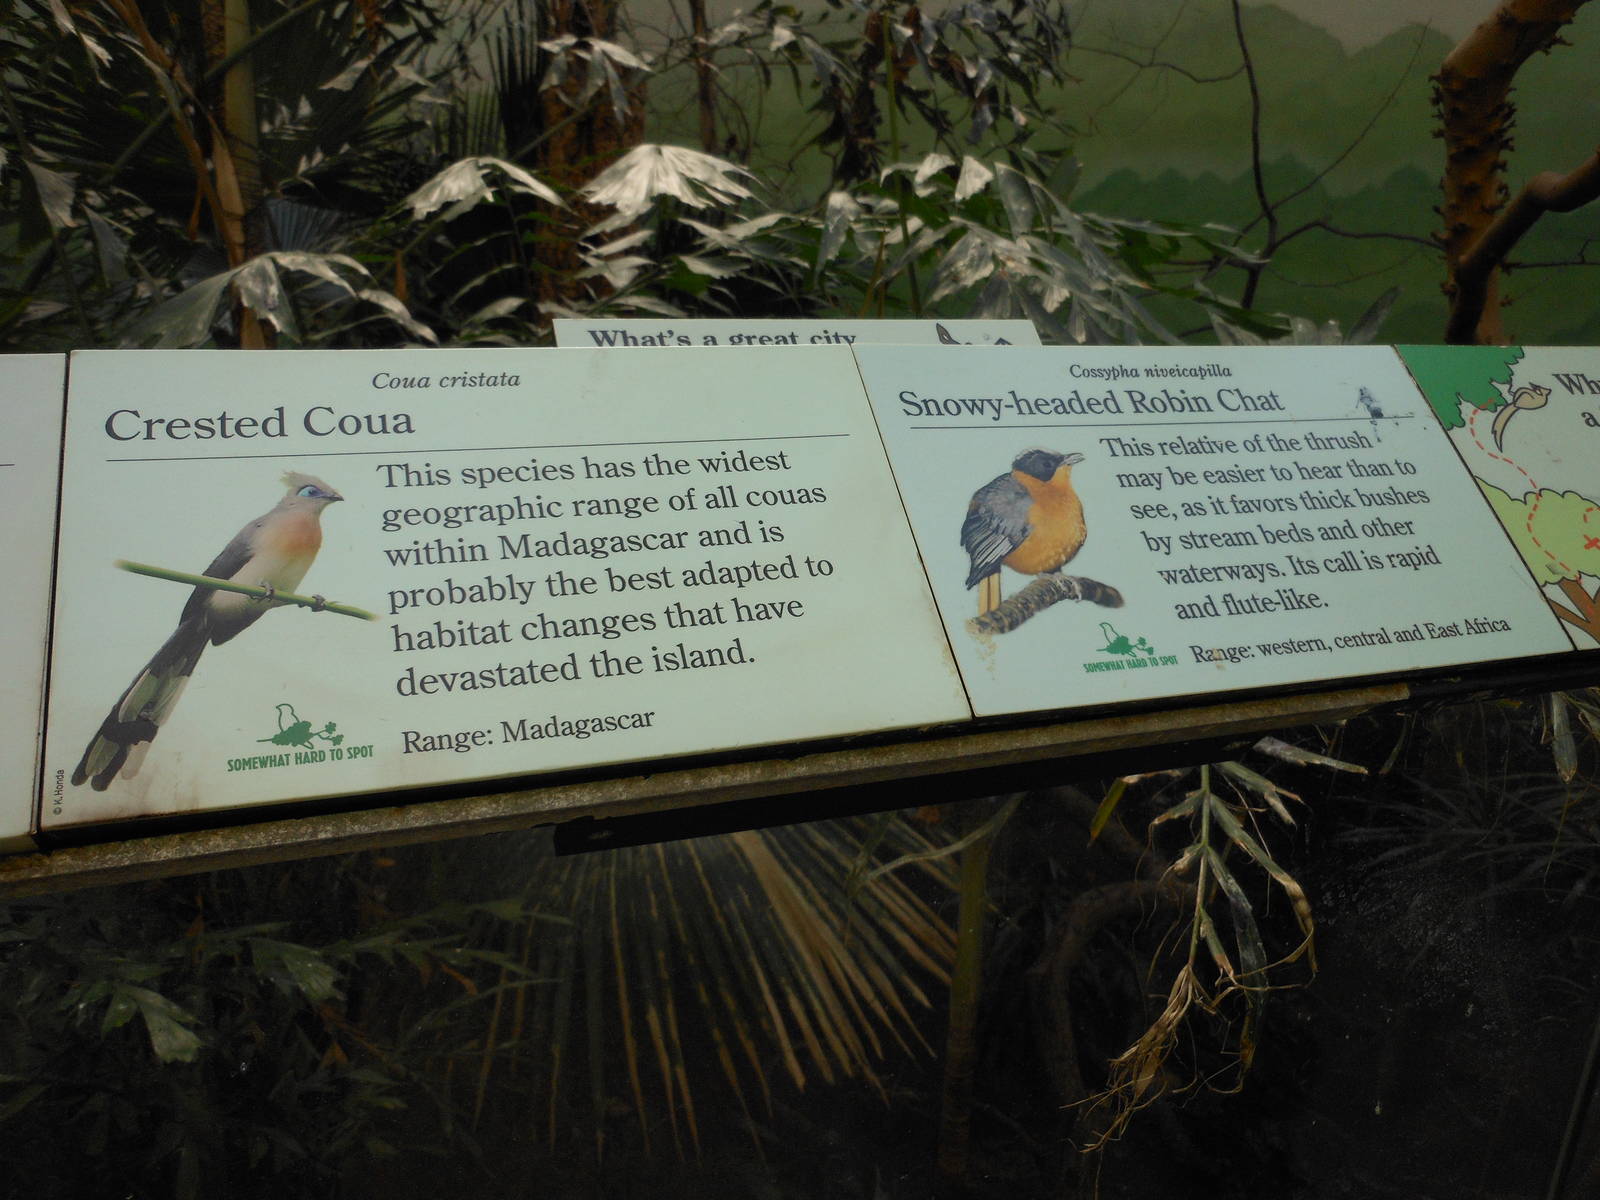 What's a great city
Coua cristata
Crested Coua
This species has the widest
geographic range of all couas
within Madagascar and is
probably the best adapted to
habitat changes that have
devastated the island.
SOMEWHAT HARD TO SPOT
Range: Madagascar
© K. Honda
Cossypha niveicapilla
Snowy-headed Robin Chat
This relative of the thrush
may be easier to hear than to
see, as it favors thick bushes
by stream beds and other
waterways. Its call is rapid
and flute-like.
SOMEWHAT HARD TO SPOT
Range: western, central and East Africa